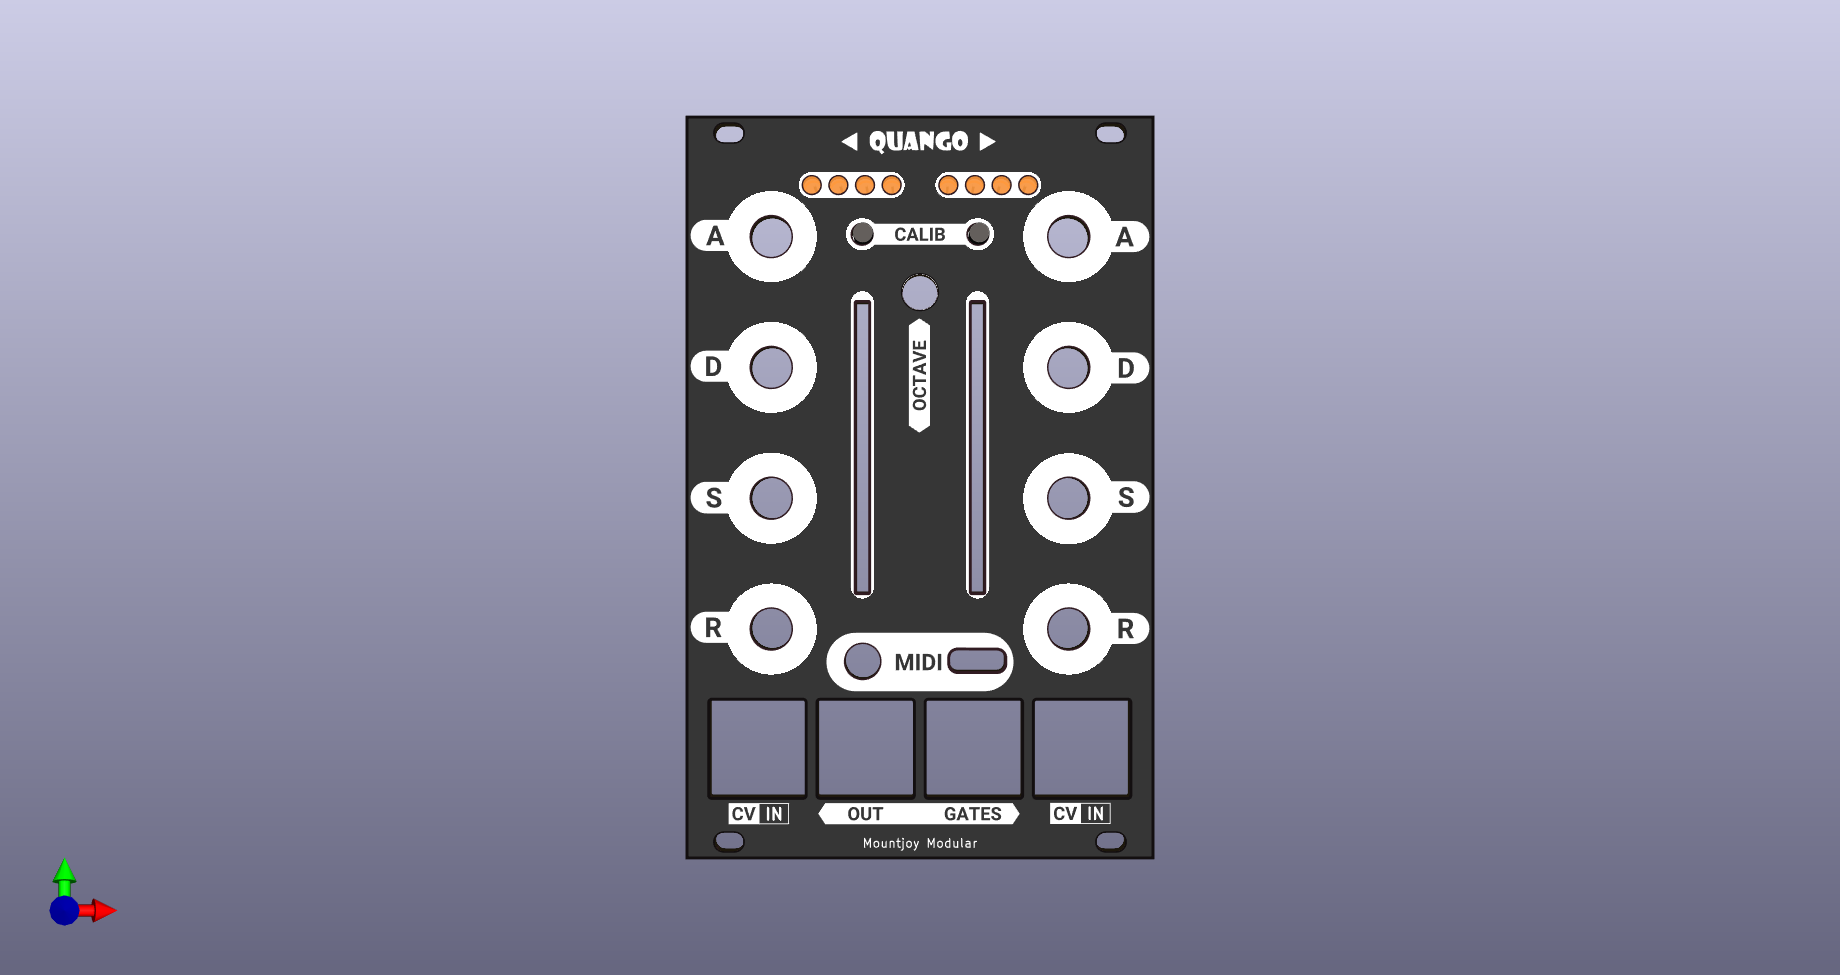 ◀ QUANGO ▶
A CALIB A
D OCTAVE D
S S
R R
MIDI
CV IN OUT GATES CV IN
Mountjoy Modular